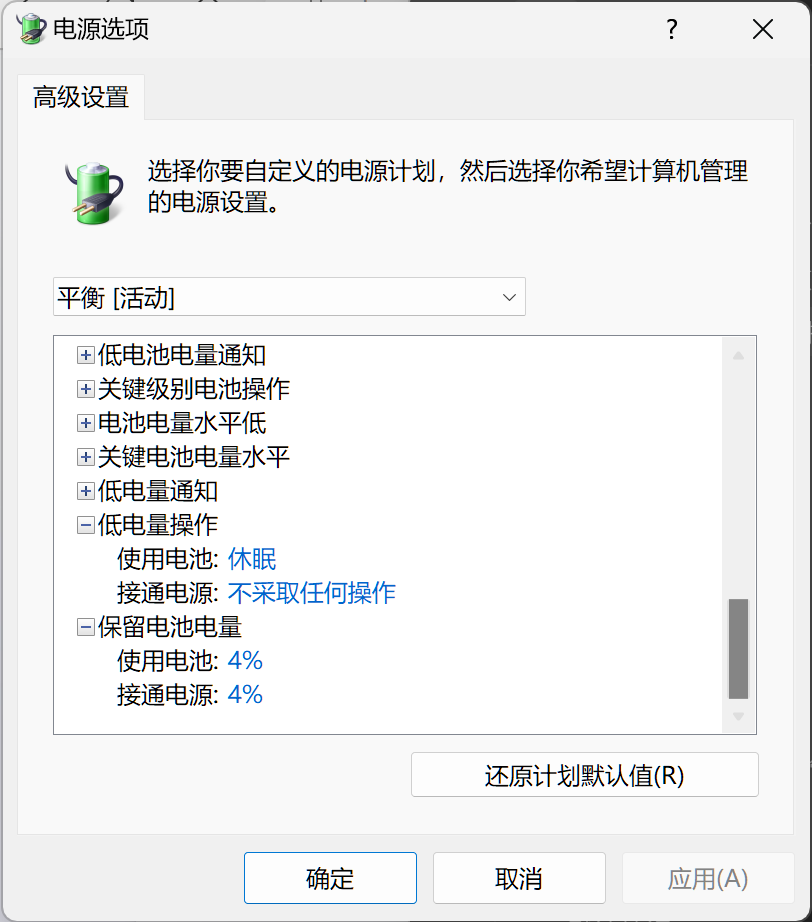 电源选项
?
高级设置
选择你要自定义的电源计划，然后选择你希望计算机管理
的电源设置。
平衡 [活动]
低电池电量通知
关键级别电池操作
电池电量水平低
关键电池电量水平
低电量通知
低电量操作
使用电池: 休眠
接通电源: 不采取任何操作
保留电池电量
使用电池: 4%
接通电源: 4%
还原计划默认值(R)
确定
取消
应用(A)